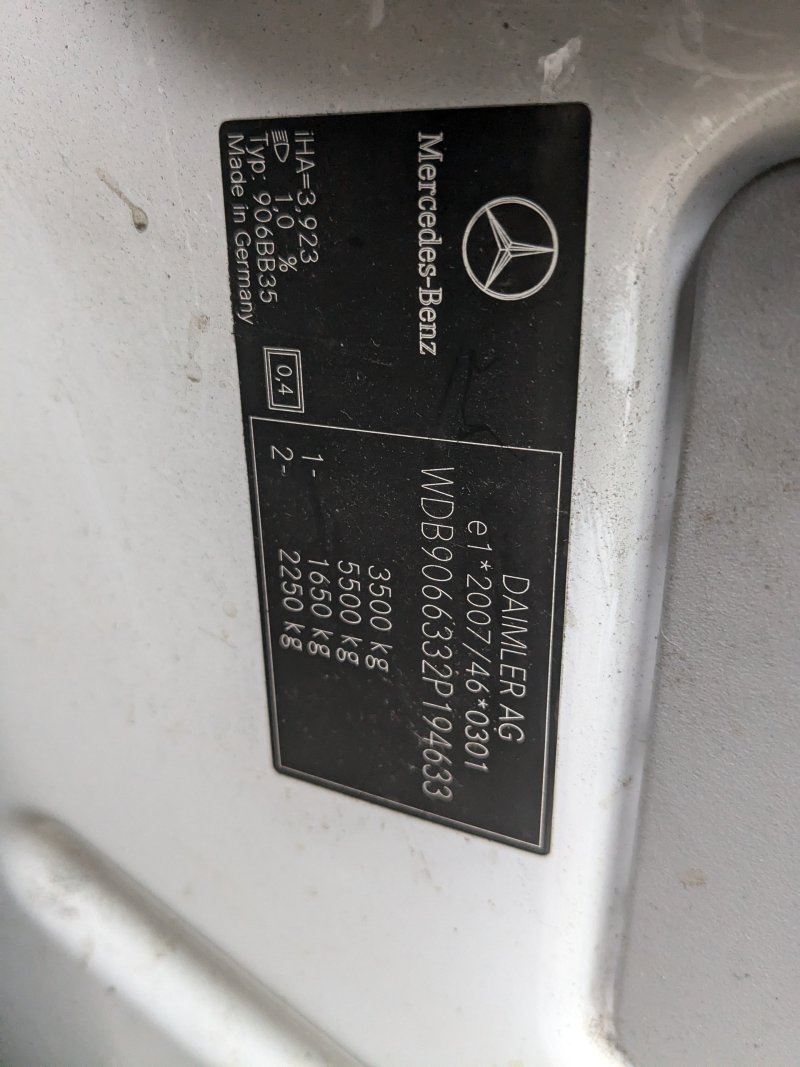 Mercedes-Benz
iHA=3,923
1,0 %
Typ: 906BB35
Made in Germany
0,4
DAIMLER AG
e1*2007/46*0301
WDB9066332P194633
3500 kg
5500 kg
1- 1650 kg
2- 2250 kg